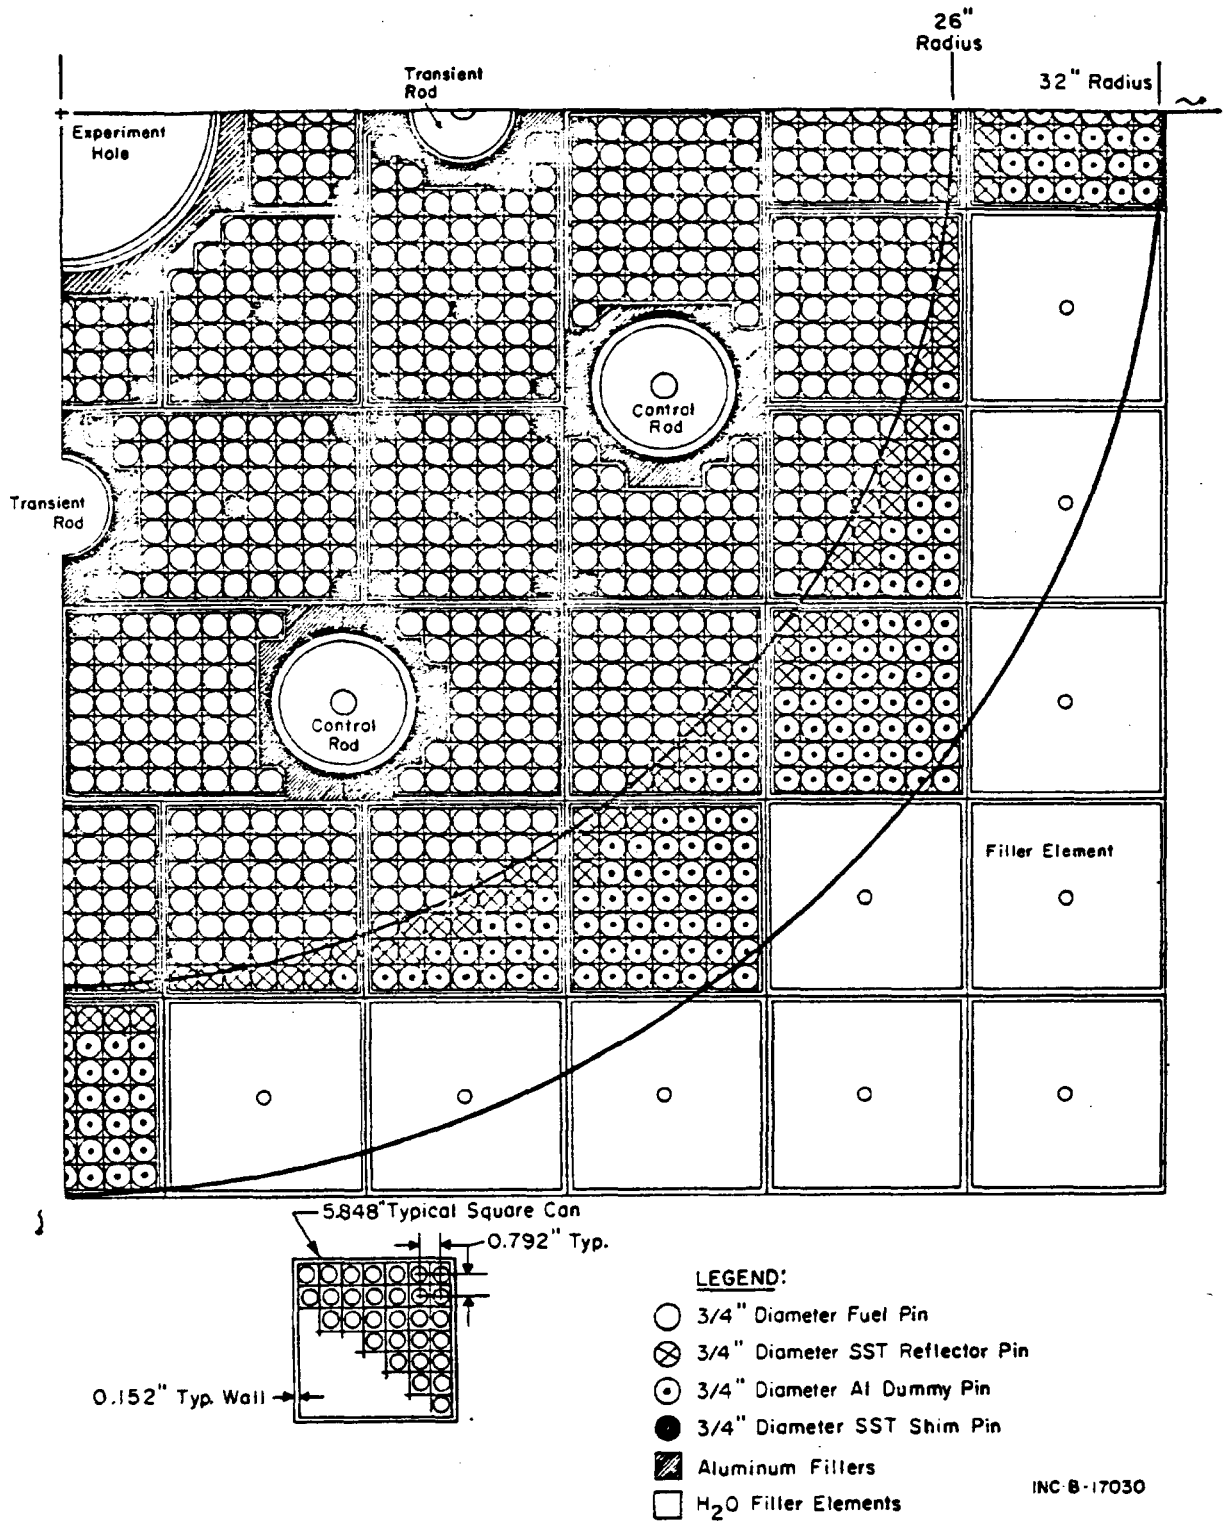 26"
Radius
32" Radius
Transient
Rod
Experiment
Hole
Control
Rod
Transient
Rod
Control
Rod
Filler Element
5.848" Typical Square Can
0.792" Typ.
0.152" Typ. Wall
LEGEND:
3/4" Diameter Fuel Pin
3/4" Diameter SST Reflector Pin
3/4" Diameter Al Dummy Pin
3/4" Diameter SST Shim Pin
Aluminum Fillers
H₂O Filler Elements
INC-B-17030